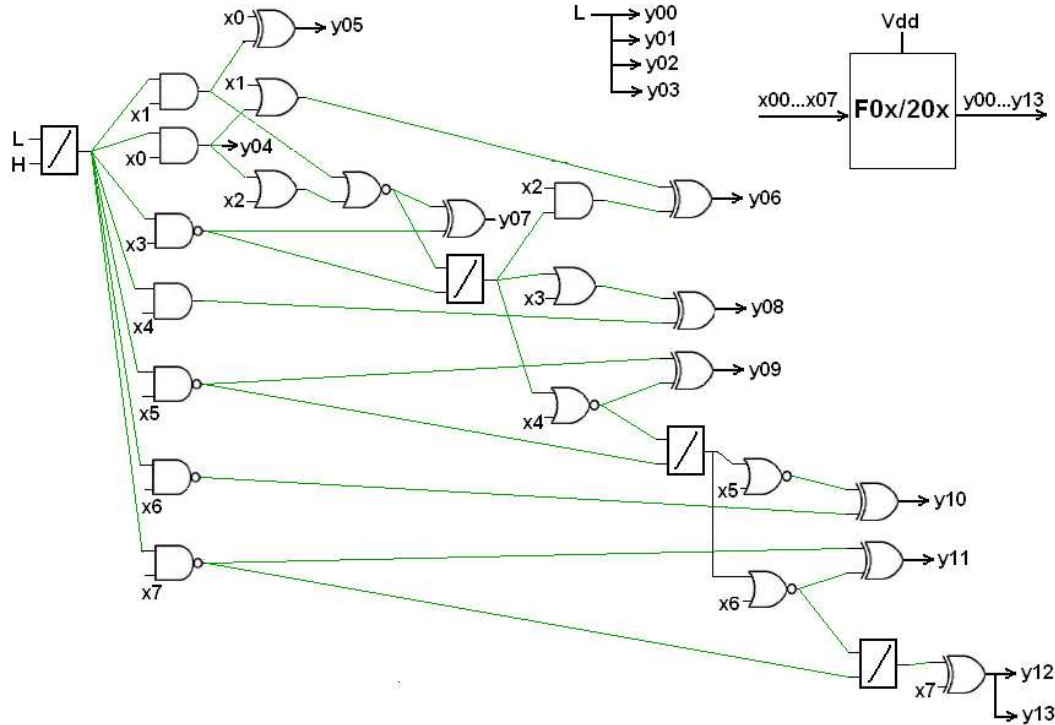 x0
y05
L
y00
y01
y02
y03
Vdd
x00...x07
F0x/20x
y00...y13
x1
x1
L
H
x0
y04
x2
x2
y06
y07
x3
x3
y08
x4
y09
x5
x4
x5
x6
y10
y11
x7
x6
x7
y12
y13